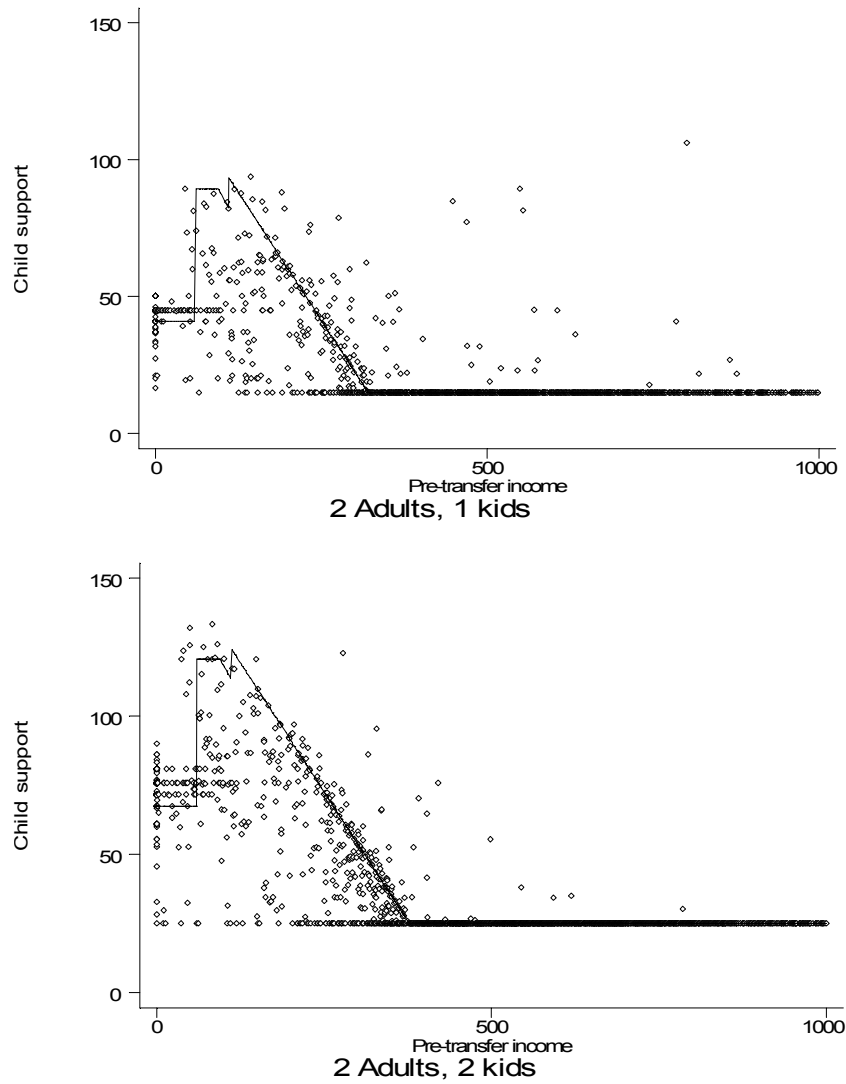 150
100
50
0
Child support
0 500 1000
Pre-transfer income
2 Adults, 1 kids
150
100
50
0
Child support
0 500 1000
Pre-transfer income
2 Adults, 2 kids